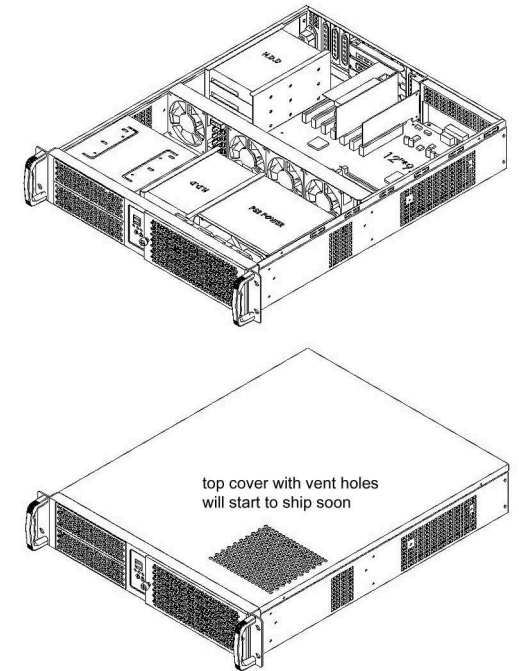 H.D.D
12"*9
H.D.D
PS2 POWER
top cover with vent holes
will start to ship soon